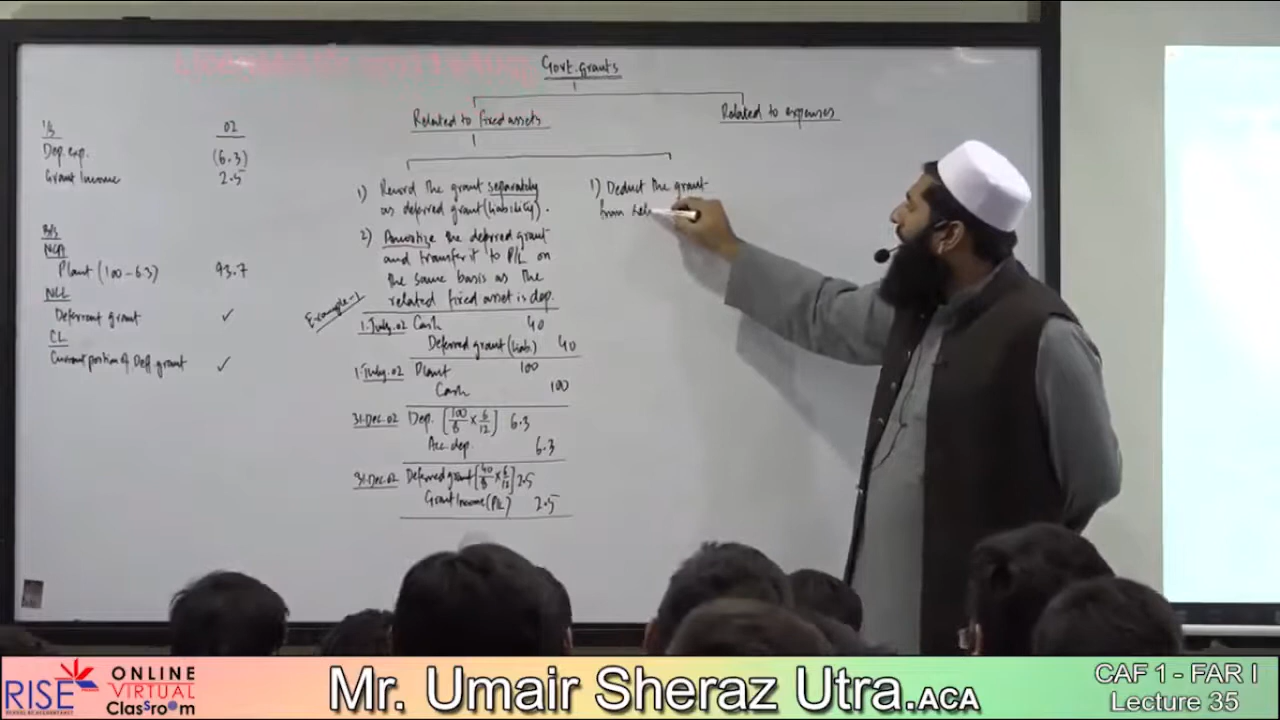 Govt. grants
Related to fixed assets
Related to expenses
I/S 02
Dep. exp. (6.3)
Grant Income 2.5
B/S
NCA
Plant (100 - 6.3) 93.7
NCL
Deferrent grant ✓
CL
Current portion of Def grant ✓
1) Record the grant separately
as deferred grant (liability).
2) Amortize the deferred grant
and transfer it to P/L on
the same basis as the
related fixed asset is dep.
Example-1
1.July.02 Cash 40
Deferred grant (Liab.) 40
1.July.02 Plant 100
Cash 100
31.Dec.02 Dep. [100/8 x 6/12] 6.3
Acc. dep. 6.3
31.Dec.02 Deferred grant [40/8 x 6/12] 2.5
Grant Income (P/L) 2.5
1) Deduct the grant
from
RISE
ONLINE
VIRTUAL
Classroom
Mr. Umair Sheraz Utra.ACA
CAF 1 - FAR I
Lecture 35